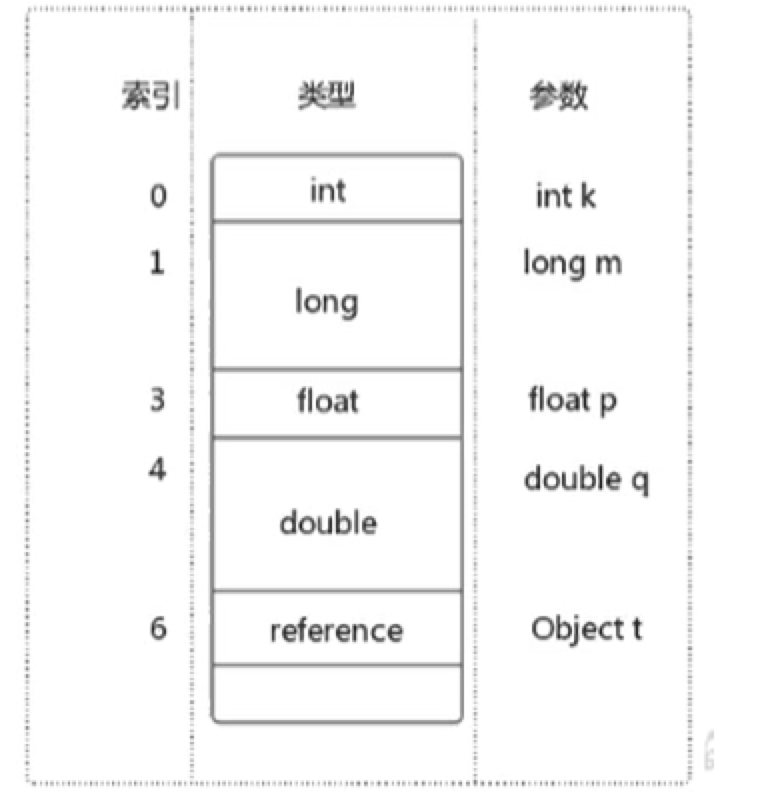 索引 类型 参数
0 int int k
1 long m
long
3 float float p
4 double q
double
6 reference Object t